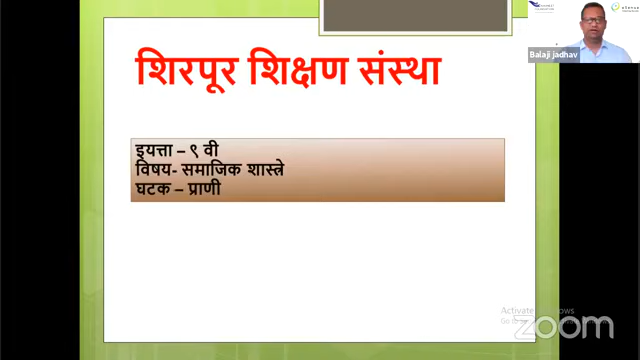 शिरपूर शिक्षण संस्था
इयत्ता – ९ वी
विषय- समाजिक शास्त्रे
घटक – प्राणी
Balaji jadhav
zoom